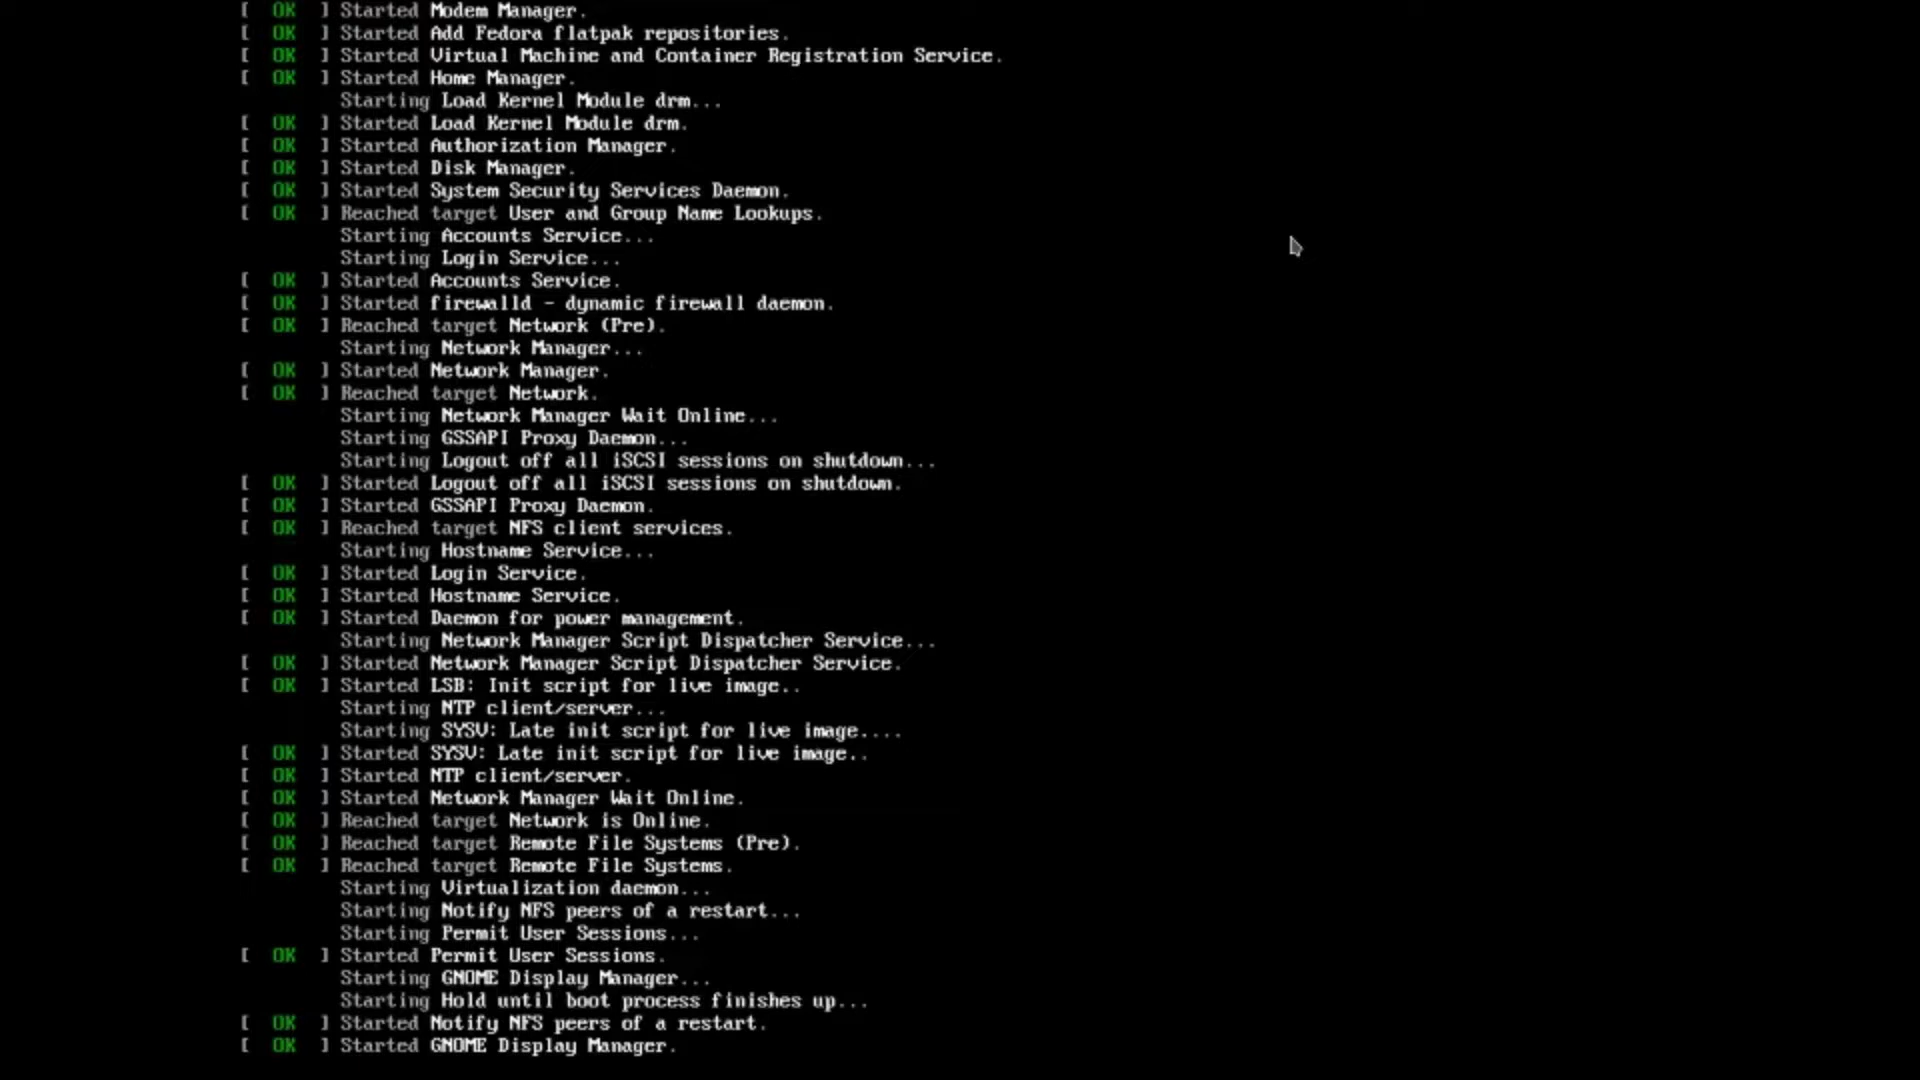 [  OK  ] Started Modem Manager.
[  OK  ] Started Add Fedora flatpak repositories.
[  OK  ] Started Virtual Machine and Container Registration Service.
[  OK  ] Started Home Manager.
Starting Load Kernel Module drm...
[  OK  ] Started Load Kernel Module drm.
[  OK  ] Started Authorization Manager.
[  OK  ] Started Disk Manager.
[  OK  ] Started System Security Services Daemon.
[  OK  ] Reached target User and Group Name Lookups.
Starting Accounts Service...
Starting Login Service...
[  OK  ] Started Accounts Service.
[  OK  ] Started firewalld - dynamic firewall daemon.
[  OK  ] Reached target Network (Pre).
Starting Network Manager...
[  OK  ] Started Network Manager.
[  OK  ] Reached target Network.
Starting Network Manager Wait Online...
Starting GSSAPI Proxy Daemon...
Starting Logout off all iSCSI sessions on shutdown...
[  OK  ] Started Logout off all iSCSI sessions on shutdown.
[  OK  ] Started GSSAPI Proxy Daemon.
[  OK  ] Reached target NFS client services.
Starting Hostname Service...
[  OK  ] Started Login Service.
[  OK  ] Started Hostname Service.
[  OK  ] Started Daemon for power management.
Starting Network Manager Script Dispatcher Service...
[  OK  ] Started Network Manager Script Dispatcher Service.
[  OK  ] Started LSB: Init script for live image..
Starting NTP client/server...
Starting SYSV: Late init script for live image....
[  OK  ] Started SYSV: Late init script for live image..
[  OK  ] Started NTP client/server.
[  OK  ] Started Network Manager Wait Online.
[  OK  ] Reached target Network is Online.
[  OK  ] Reached target Remote File Systems (Pre).
[  OK  ] Reached target Remote File Systems.
Starting Virtualization daemon...
Starting Notify NFS peers of a restart...
Starting Permit User Sessions...
[  OK  ] Started Permit User Sessions.
Starting GNOME Display Manager...
Starting Hold until boot process finishes up...
[  OK  ] Started Notify NFS peers of a restart.
[  OK  ] Started GNOME Display Manager.